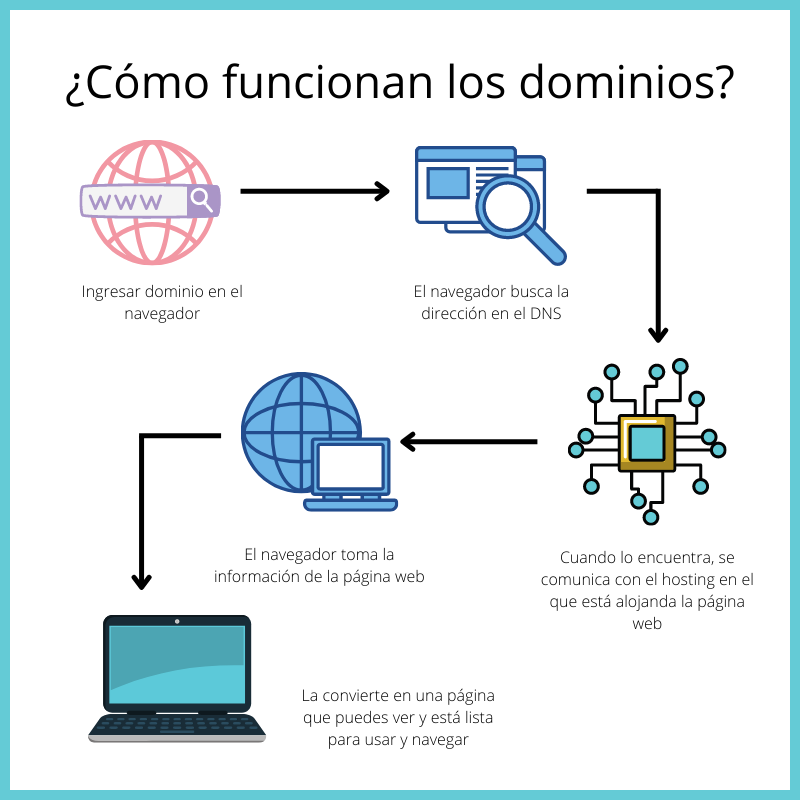 ¿Cómo funcionan los dominios?
WWW
Ingresar dominio en el
navegador
El navegador busca la
dirección en el DNS
Cuando lo encuentra, se
comunica con el hosting en el
que está alojanda la página
web
El navegador toma la
información de la página web
La convierte en una página
que puedes ver y está lista
para usar y navegar